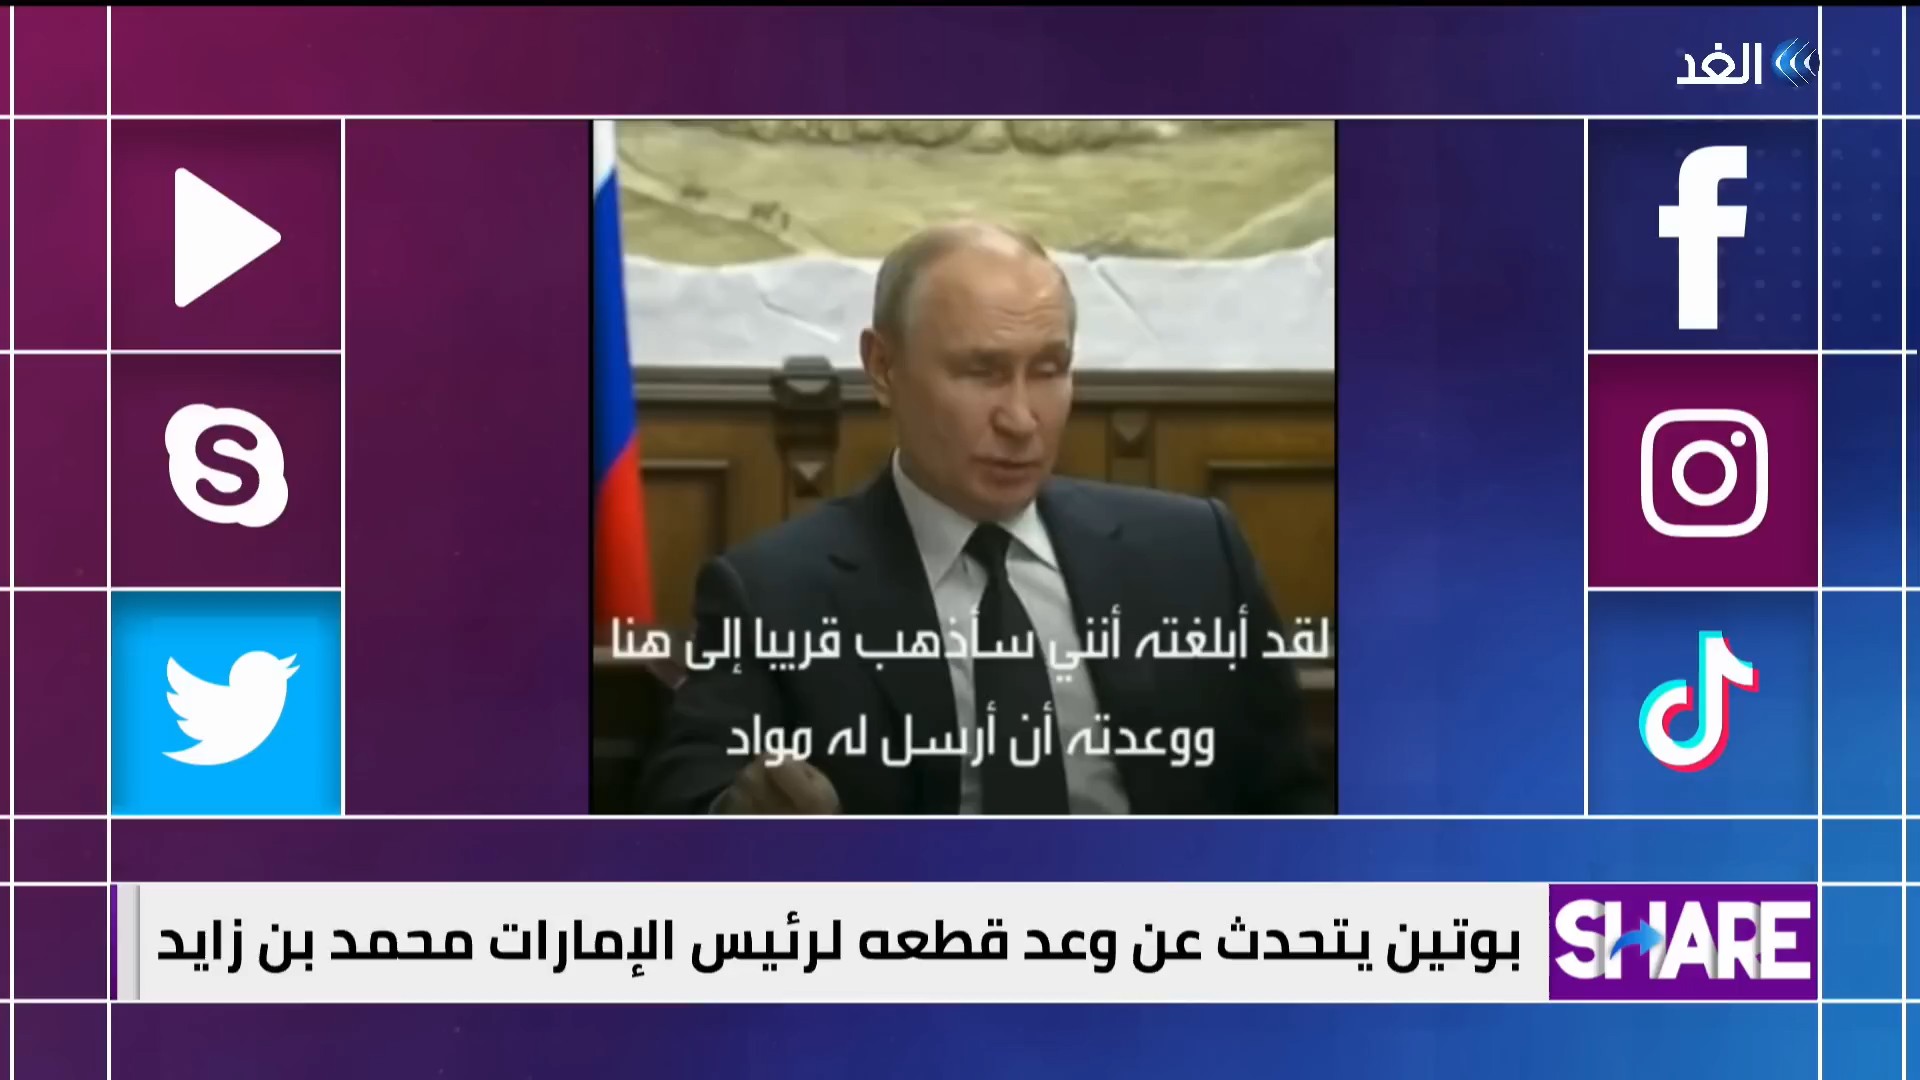 الغد
لقد أبلغته أنني سأذهب قريبا إلى هنا
ووعدته أن أرسل له مواد
بوتين يتحدث عن وعد قطعه لرئيس الإمارات محمد بن زايد
SHARE